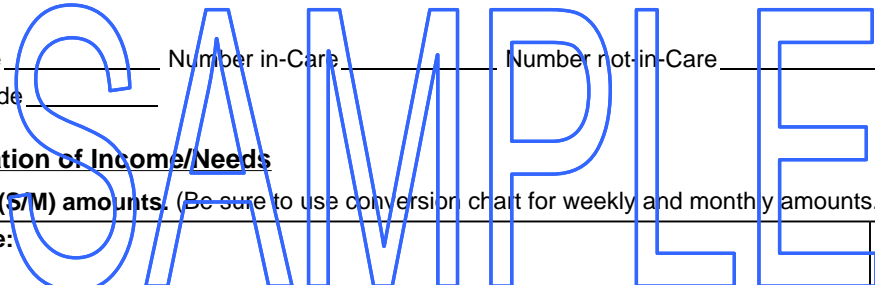 Number in-Care Number not-in-Care
of Income/Needs
(S/M) amounts. (Be sure to use conversion chart for weekly and monthly amounts.
SAMPLE